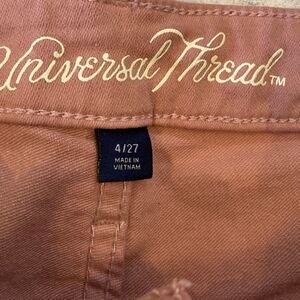 Universal Thread™
4/27
MADE IN
VIETNAM